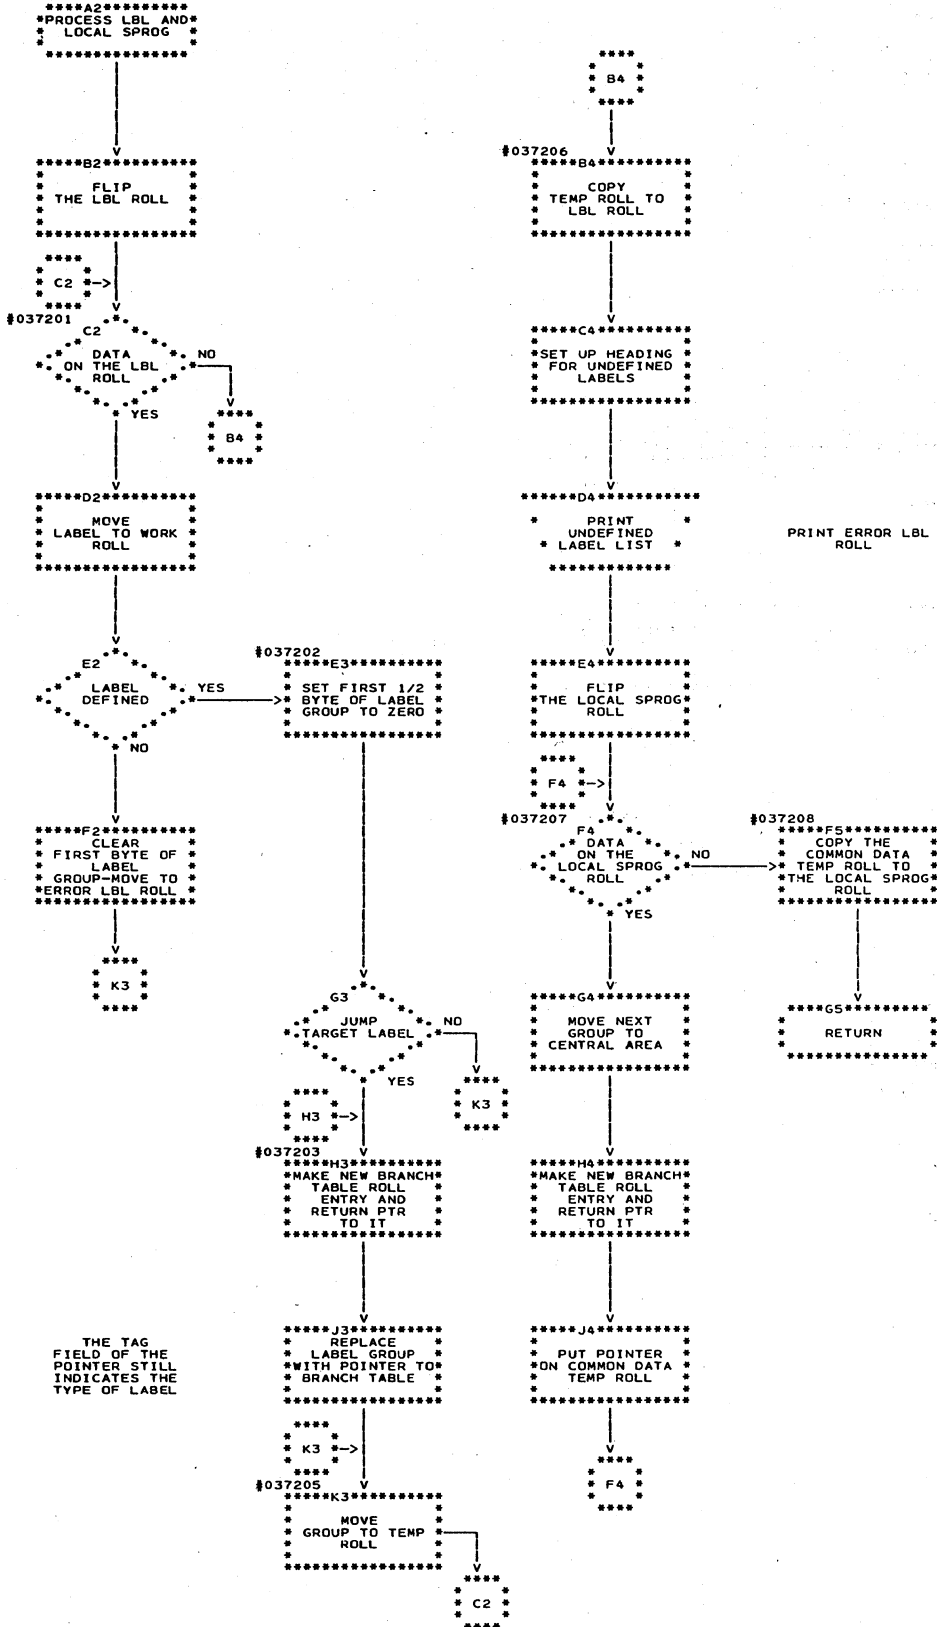 A2
PROCESS LBL AND
LOCAL SPROG
B2
FLIP
THE LBL ROLL
C2
#037201
C2
DATA
ON THE LBL
ROLL
NO
YES
B4
D2
MOVE
LABEL TO WORK
ROLL
E2
LABEL
DEFINED
YES
NO
F2
CLEAR
FIRST BYTE OF
LABEL
GROUP-MOVE TO
ERROR LBL ROLL
K3
THE TAG
FIELD OF THE
POINTER STILL
INDICATES THE
TYPE OF LABEL
#037202
E3
SET FIRST 1/2
BYTE OF LABEL
GROUP TO ZERO
G3
JUMP
TARGET LABEL
NO
YES
K3
H3
#037203
H3
MAKE NEW BRANCH
TABLE ROLL
ENTRY AND
RETURN PTR
TO IT
J3
REPLACE
LABEL GROUP
WITH POINTER TO
BRANCH TABLE
K3
#037205
K3
MOVE
GROUP TO TEMP
ROLL
C2
B4
#037206
B4
COPY
TEMP ROLL TO
LBL ROLL
C4
SET UP HEADING
FOR UNDEFINED
LABELS
D4
PRINT
UNDEFINED
LABEL LIST
PRINT ERROR LBL
ROLL
E4
FLIP
THE LOCAL SPROG
ROLL
F4
#037207
F4
DATA
ON THE
LOCAL SPROG
ROLL
NO
YES
#037208
F5
COPY THE
COMMON DATA
TEMP ROLL TO
THE LOCAL SPROG
ROLL
G5
RETURN
G4
MOVE NEXT
GROUP TO
CENTRAL AREA
H4
MAKE NEW BRANCH
TABLE ROLL
ENTRY AND
RETURN PTR
TO IT
J4
PUT POINTER
ON COMMON DATA
TEMP ROLL
F4